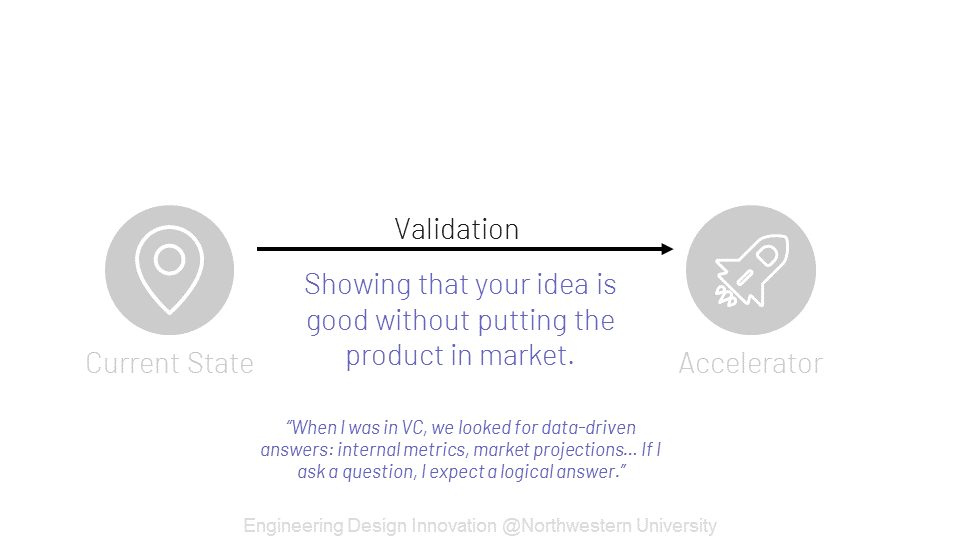 Validation
Showing that your idea is
good without putting the
product in market.
Current State
Accelerator
“When I was in VC, we looked for data-driven
answers: internal metrics, market projections... If I
ask a question, I expect a logical answer.”
Engineering Design Innovation @Northwestern University